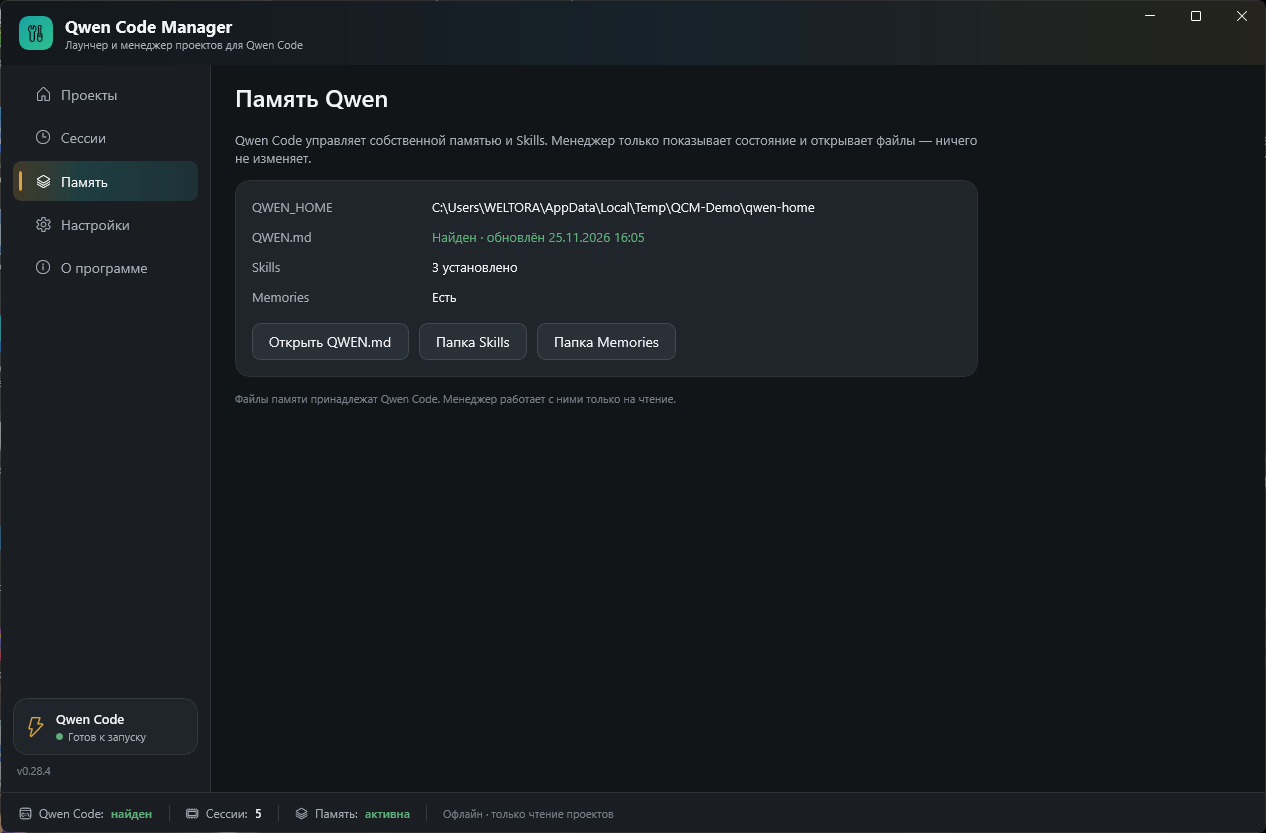 Qwen Code Manager
Лаунчер и менеджер проектов для Qwen Code
Проекты
Сессии
Память
Настройки
О программе
Память Qwen
Qwen Code управляет собственной памятью и Skills. Менеджер только показывает состояние и открывает файлы — ничего
не изменяет.
QWEN_HOME C:\Users\WELTORA\AppData\Local\Temp\QCM-Demo\qwen-home
QWEN.md Найден · обновлён 25.11.2026 16:05
Skills 3 установлено
Memories Есть
Открыть QWEN.md Папка Skills Папка Memories
Файлы памяти принадлежат Qwen Code. Менеджер работает с ними только на чтение.
Qwen Code
Готов к запуску
v0.28.4
Qwen Code: найден Сессии: 5 Память: активна Офлайн · только чтение проектов